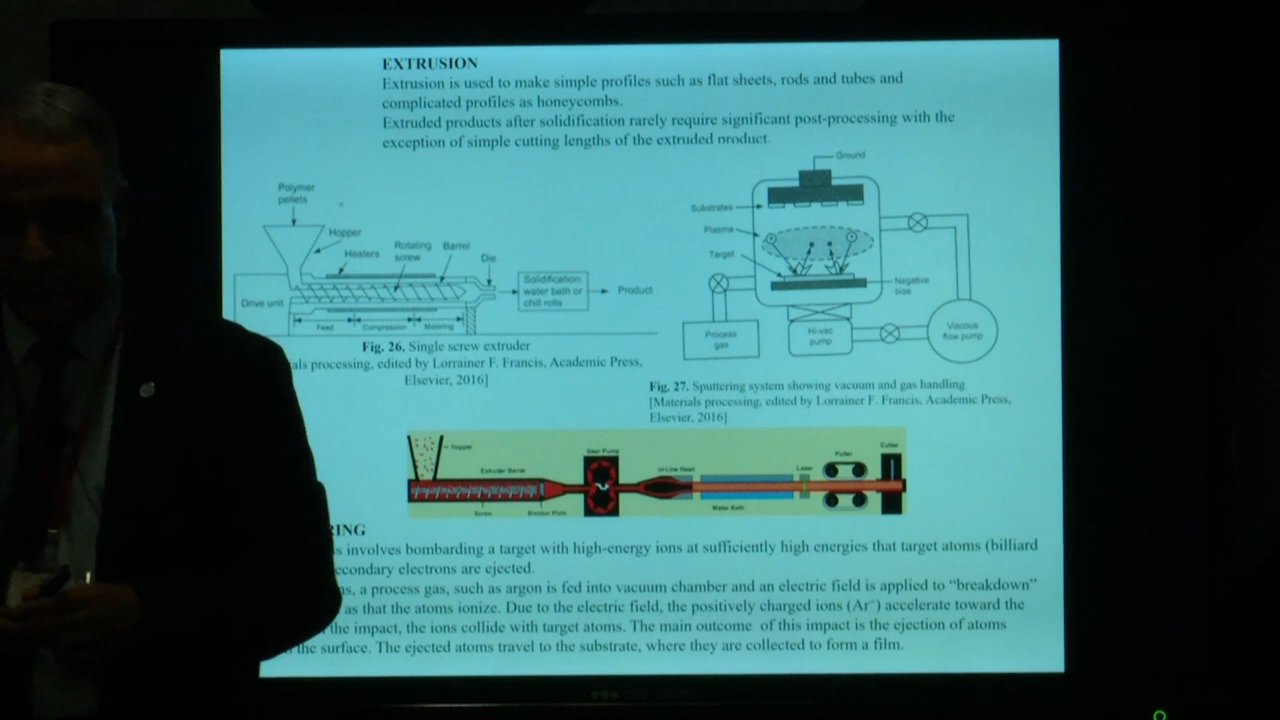 EXTRUSION
Extrusion is used to make simple profiles such as flat sheets, rods and tubes and
complicated profiles as honeycombs.
Extruded products after solidification rarely require significant post-processing with the
exception of simple cutting lengths of the extruded product.
Polymer
pellets
Hopper
Heaters
Rotating
screw
Barrel
Die
Drive unit
Solidification:
water bath or
chill rolls
Product
Feed
Compression
Metering
Fig. 26. Single screw extruder
als processing, edited by Lorrainer F. Francis, Academic Press,
Elsevier, 2016]
Ground
Substrates
Plasma
Target
Negative
bias
Process
gas
Hi-vac
pump
Viscous
flow pump
Fig. 27. Sputtering system showing vacuum and gas handling
[Materials processing, edited by Lorrainer F. Francis, Academic Press,
Elsevier, 2016]
Hopper
Extruder Barrel
Screw
Breaker Plate
Gear Pump
In-Line Head
Water Bath
Laser
Puller
Cutter
RING
s involves bombarding a target with high-energy ions at sufficiently high energies that target atoms (billiard
econdary electrons are ejected.
as, a process gas, such as argon is fed into vacuum chamber and an electric field is applied to “breakdown”
as that the atoms ionize. Due to the electric field, the positively charged ions (Ar⁺) accelerate toward the
the impact, the ions collide with target atoms. The main outcome of this impact is the ejection of atoms
the surface. The ejected atoms travel to the substrate, where they are collected to form a film.